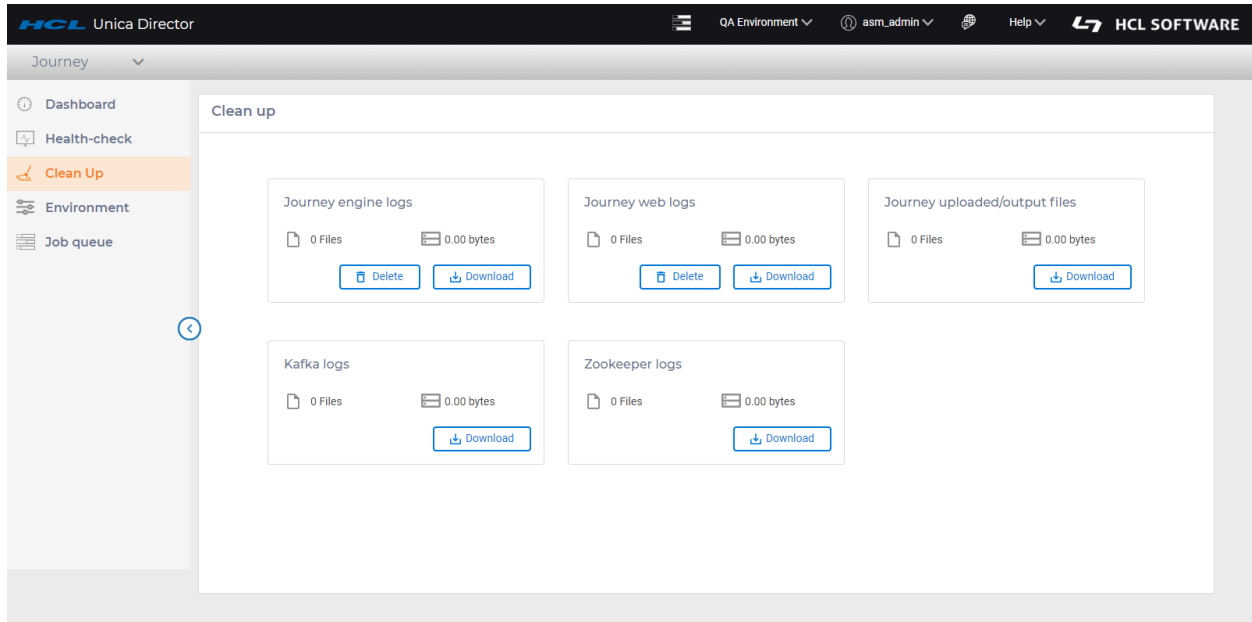 HCL Unica Director QA Environment asm_admin Help HCL SOFTWARE
Journey
Dashboard
Health-check
Clean Up
Environment
Job queue
Clean up
Journey engine logs
0 Files 0.00 bytes
Delete Download
Journey web logs
0 Files 0.00 bytes
Delete Download
Journey uploaded/output files
0 Files 0.00 bytes
Download
Kafka logs
0 Files 0.00 bytes
Download
Zookeeper logs
0 Files 0.00 bytes
Download